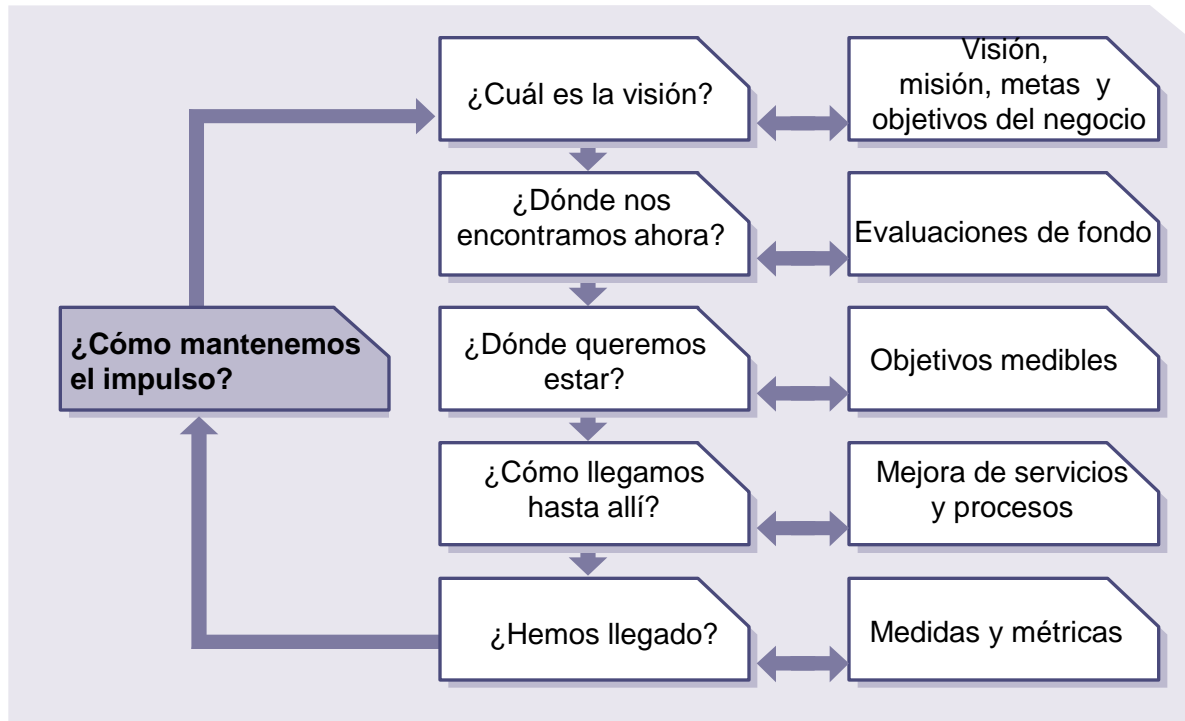 ¿Cuál es la visión?
Visión,
misión, metas y
objetivos del negocio
¿Dónde nos
encontramos ahora?
Evaluaciones de fondo
¿Cómo mantenemos
el impulso?
¿Dónde queremos
estar?
Objetivos medibles
¿Cómo llegamos
hasta allí?
Mejora de servicios
y procesos
¿Hemos llegado?
Medidas y métricas